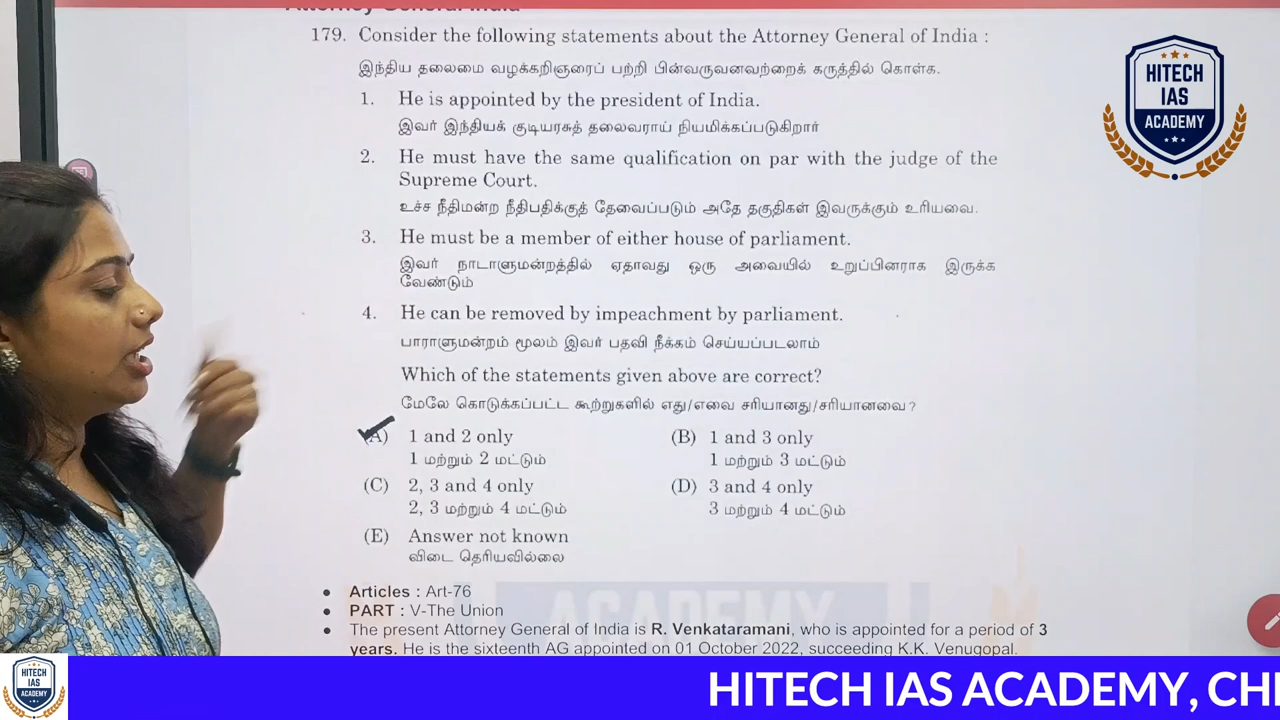 Attorney General India
179. Consider the following statements about the Attorney General of India :
இந்திய தலைமை வழக்கறிஞரைப் பற்றி பின்வருவனவற்றைக் கருத்தில் கொள்க.
1. He is appointed by the president of India.
இவர் இந்தியக் குடியரசுத் தலைவராய் நியமிக்கப்படுகிறார்
2. He must have the same qualification on par with the judge of the
Supreme Court.
உச்ச நீதிமன்ற நீதிபதிக்குத் தேவைப்படும் அதே தகுதிகள் இவருக்கும் உரியவை.
3. He must be a member of either house of parliament.
இவர் நாடாளுமன்றத்தில் ஏதாவது ஒரு அவையில் உறுப்பினராக இருக்க
வேண்டும்
4. He can be removed by impeachment by parliament.
பாராளுமன்றம் மூலம் இவர் பதவி நீக்கம் செய்யப்படலாம்
Which of the statements given above are correct?
மேலே கொடுக்கப்பட்ட கூற்றுகளில் எது/எவை சரியானது/சரியானவை?
(A) 1 and 2 only (B) 1 and 3 only
1 மற்றும் 2 மட்டும் 1 மற்றும் 3 மட்டும்
(C) 2, 3 and 4 only (D) 3 and 4 only
2, 3 மற்றும் 4 மட்டும் 3 மற்றும் 4 மட்டும்
(E) Answer not known
விடை தெரியவில்லை
• Articles : Art-76
• PART : V-The Union
• The present Attorney General of India is R. Venkataramani, who is appointed for a period of 3
years. He is the sixteenth AG appointed on 01 October 2022, succeeding K.K. Venugopal.
ACADEMY
HITECH
IAS
ACADEMY
HITECH
IAS
ACADEMY
HITECH IAS ACADEMY, CHE